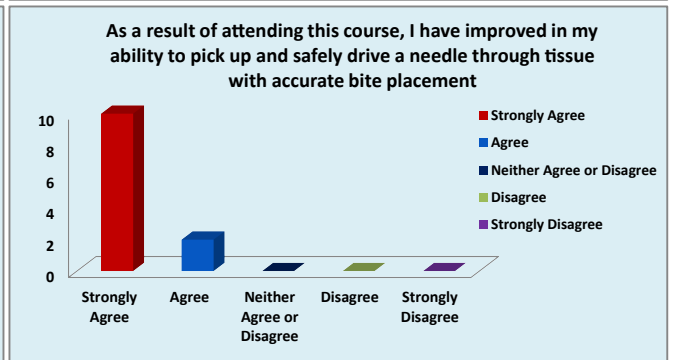 As a result of attending this course, I have improved in my
ability to pick up and safely drive a needle through tissue
with accurate bite placement
10
8
6
4
2
0
Strongly Agree
Agree
Neither Agree or Disagree
Disagree
Strongly Disagree
Strongly
Agree
Agree
Neither
Agree or
Disagree
Disagree
Strongly
Disagree